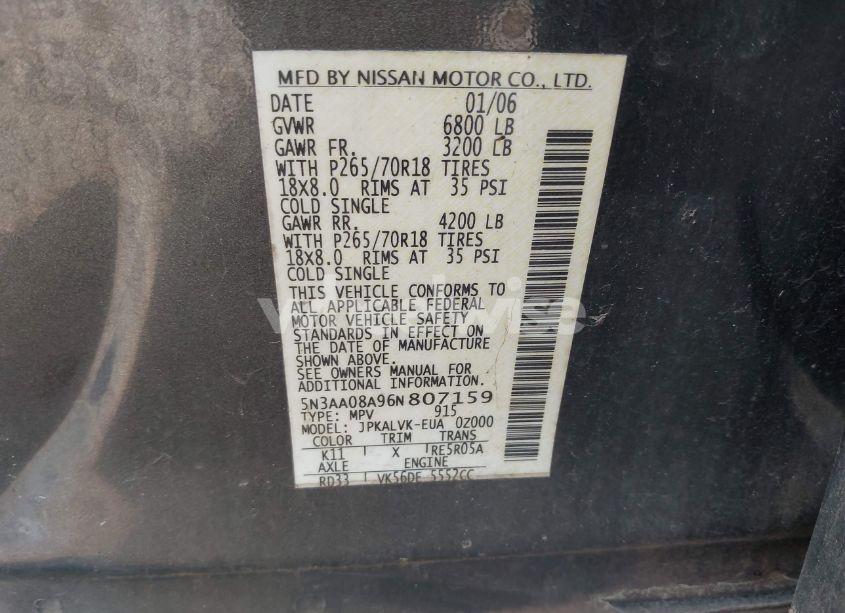 MFD BY NISSAN MOTOR CO., LTD.
DATE 01/06
GVWR 6800 LB
GAWR FR. 3200 LB
WITH P265/70R18 TIRES
18X8.0 RIMS AT 35 PSI
COLD SINGLE
GAWR RR. 4200 LB
WITH P265/70R18 TIRES
18X8.0 RIMS AT 35 PSI
COLD SINGLE
THIS VEHICLE CONFORMS TO
ALL APPLICABLE FEDERAL
MOTOR VEHICLE SAFETY
STANDARDS IN EFFECT ON
THE DATE OF MANUFACTURE
SHOWN ABOVE.
SEE OWNERS MANUAL FOR
ADDITIONAL INFORMATION.
5N3AA08A96N807159
TYPE: MPV 915
MODEL: JPKALVK-EUA 0Z000
COLOR TRIM TRANS
K11 X RE5R05A
AXLE ENGINE
RD33 VK56DE 5552CC